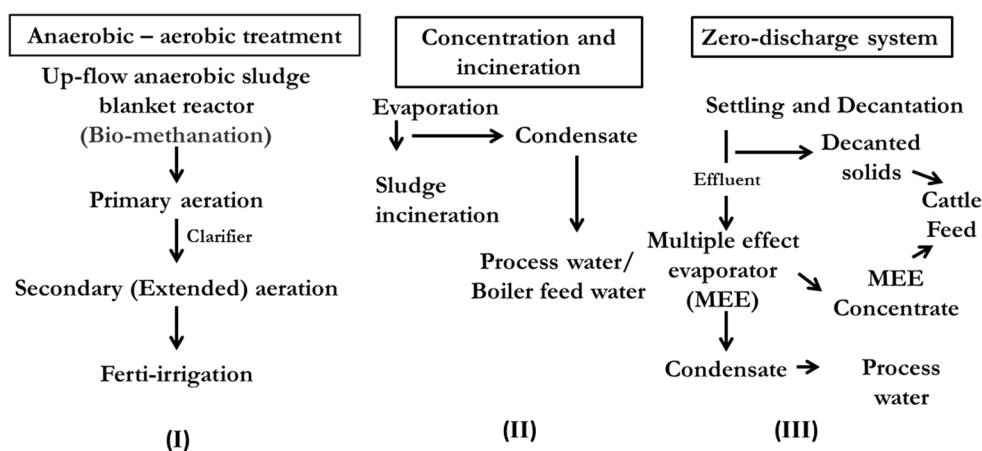 Anaerobic – aerobic treatment
Up-flow anaerobic sludge
blanket reactor
(Bio-methanation)
Primary aeration
Clarifier
Secondary (Extended) aeration
Ferti-irrigation
(I)
Concentration and
incineration
Evaporation
Condensate
Sludge
incineration
Process water/
Boiler feed water
(II)
Zero-discharge system
Settling and Decantation
Decanted
solids
Effluent
Cattle
Feed
Multiple effect
evaporator
(MEE)
MEE
Concentrate
Condensate
Process
water
(III)